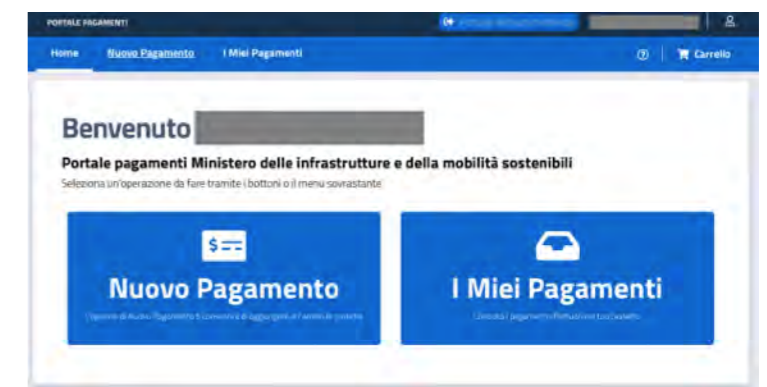 PORTALE PAGAMENTI
Home Nuovo Pagamento I Miei Pagamenti Carrello
Benvenuto
Portale pagamenti Ministero delle infrastrutture e della mobilità sostenibili
Seleziona un'operazione da fare tramite i bottoni o il menu sovrastante
Nuovo Pagamento
I Miei Pagamenti